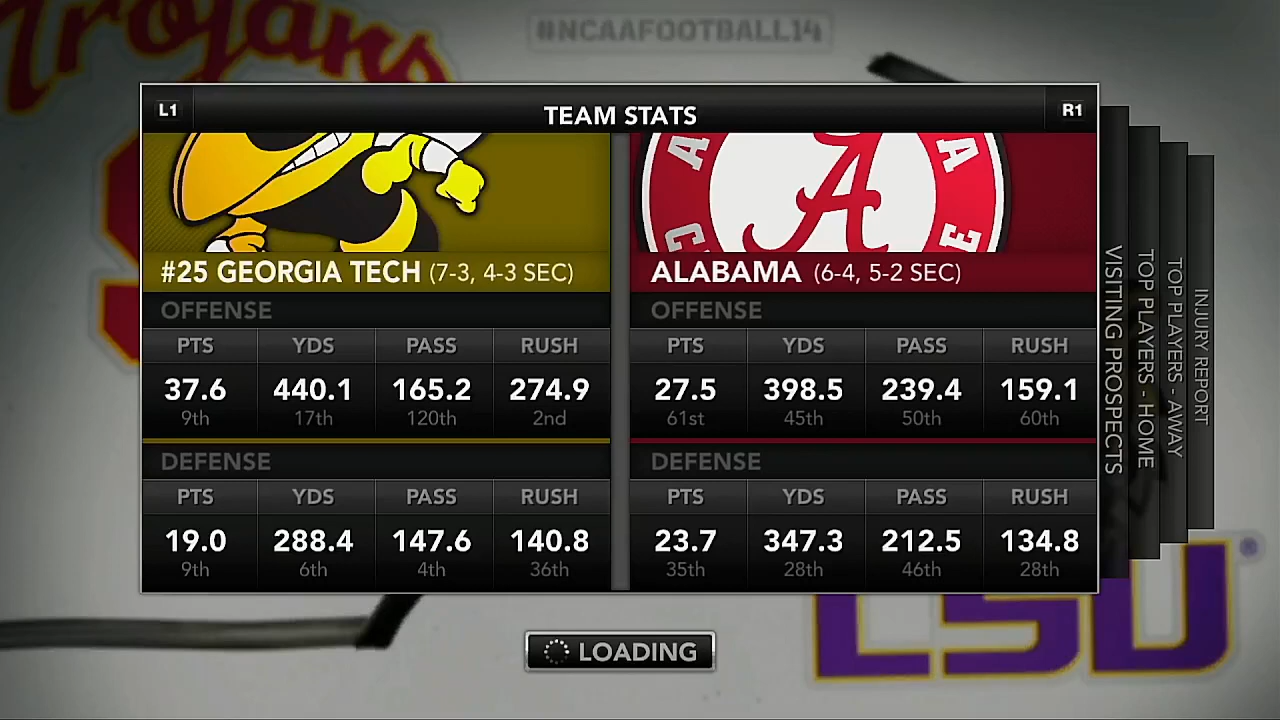 Trojans
#NCAAFOOTBALL14
L1
TEAM STATS
R1
A
A
A
C
E
#25 GEORGIA TECH (7-3, 4-3 SEC)
ALABAMA (6-4, 5-2 SEC)
OFFENSE
OFFENSE
PTS YDS PASS RUSH
PTS YDS PASS RUSH
37.6 440.1 165.2 274.9
27.5 398.5 239.4 159.1
9th 17th 120th 2nd
61st 45th 50th 60th
DEFENSE
DEFENSE
PTS YDS PASS RUSH
PTS YDS PASS RUSH
19.0 288.4 147.6 140.8
23.7 347.3 212.5 134.8
9th 6th 4th 36th
35th 28th 46th 28th
VISITING PROSPECTS
TOP PLAYERS - HOME
TOP PLAYERS - AWAY
INJURY REPORT
LOADING
LSU
®